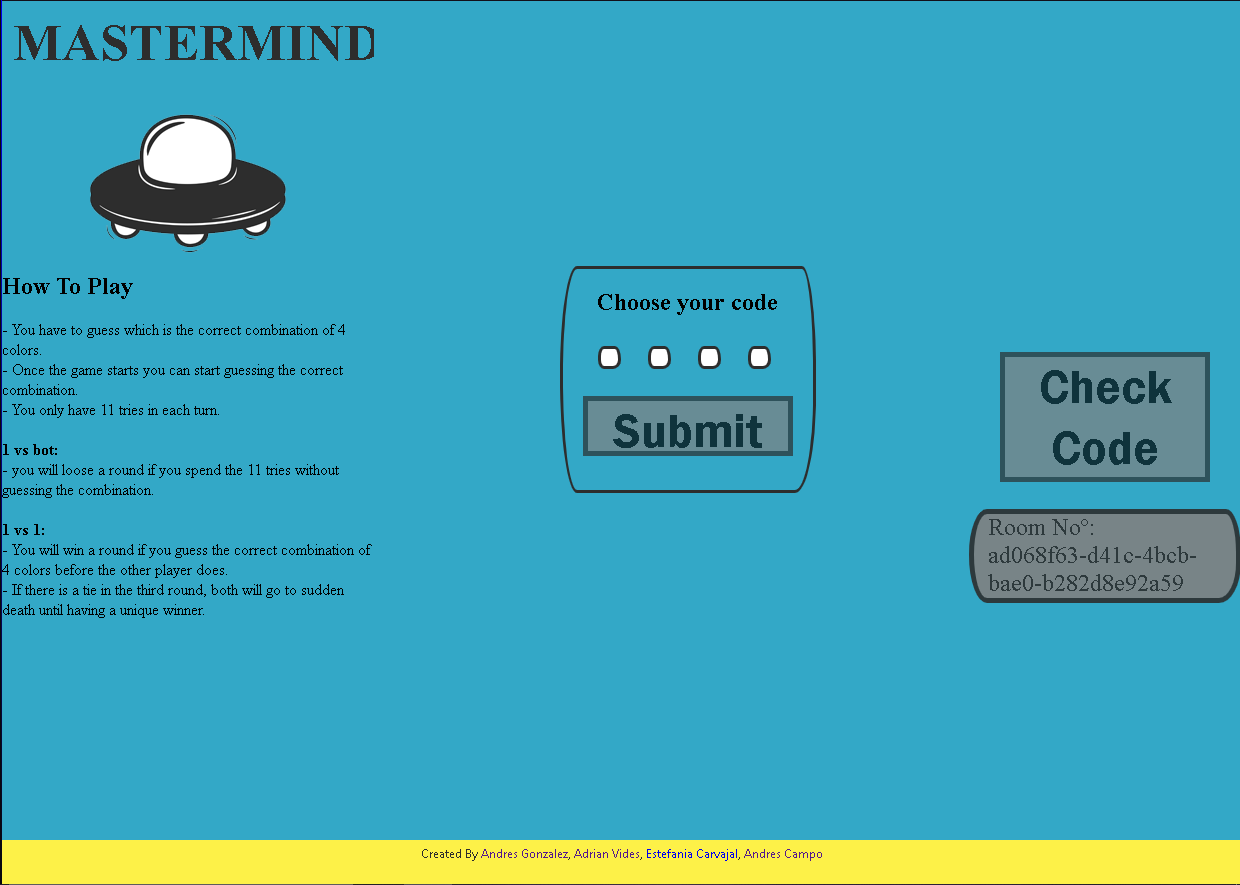 MASTERMIND
How To Play
- You have to guess which is the correct combination of 4
colors.
- Once the game starts you can start guessing the correct
combination.
- You only have 11 tries in each turn.
1 vs bot:
- you will loose a round if you spend the 11 tries without
guessing the combination.
1 vs 1:
- You will win a round if you guess the correct combination of
4 colors before the other player does.
- If there is a tie in the third round, both will go to sudden
death until having a unique winner.
Choose your code
Submit
Check
Code
Room No°:
ad068f63-d41c-4bcb-
bae0-b282d8e92a59
Created By Andres Gonzalez, Adrian Vides, Estefania Carvajal, Andres Campo